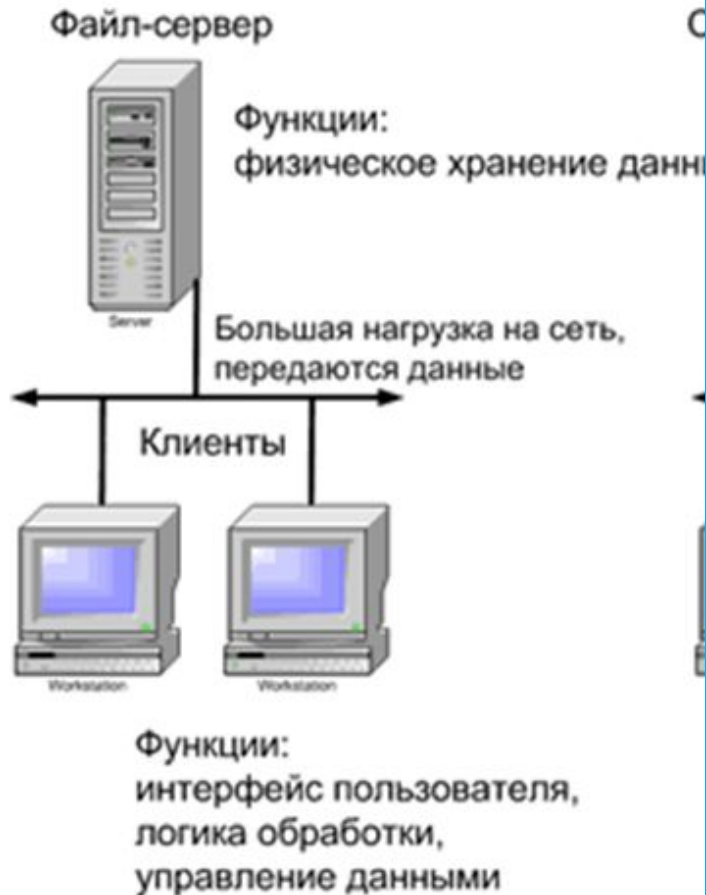 Файл-сервер
Функции:
физическое хранение данн
Server
Большая нагрузка на сеть,
передаются данные
Клиенты
Workstation
Workstation
Функции:
интерфейс пользователя,
логика обработки,
управление данными